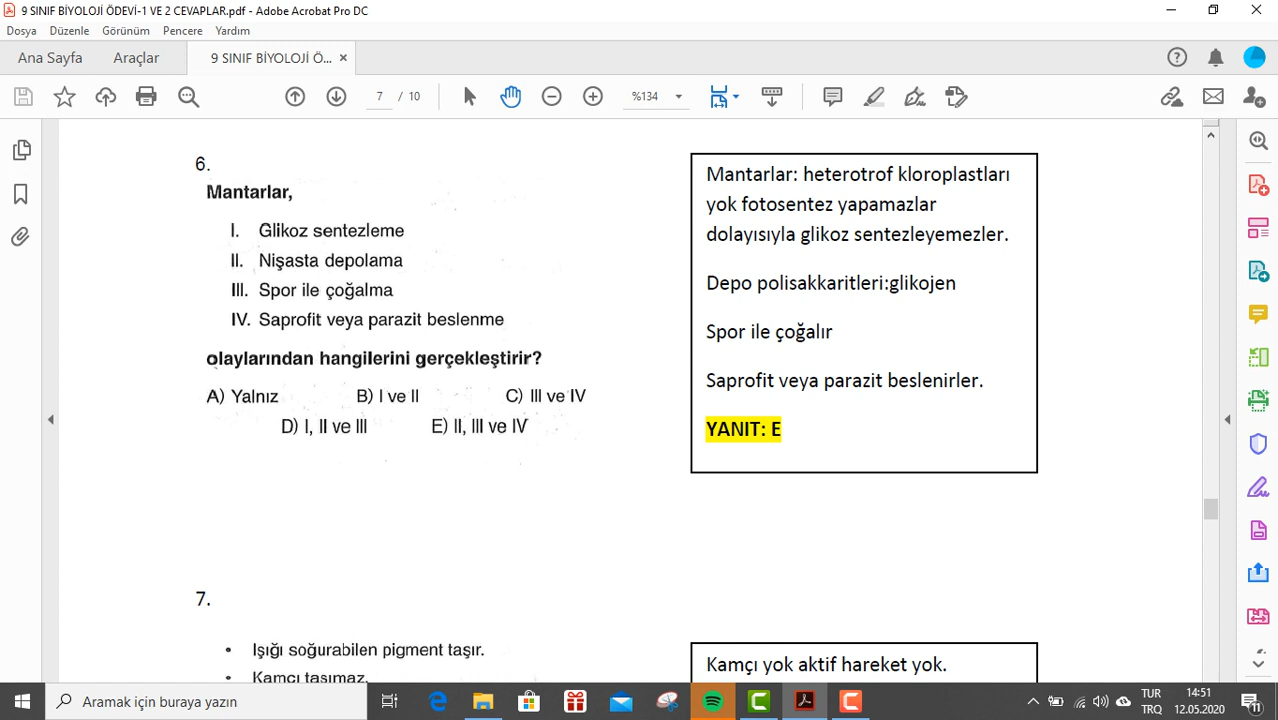 9 SINIF BİYOLOJİ ÖDEVİ-1 VE 2 CEVAPLAR.pdf - Adobe Acrobat Pro DC
Dosya Düzenle Görünüm Pencere Yardım
Ana Sayfa Araçlar 9 SINIF BİYOLOJİ Ö... ×
7 / 10 %134
6.
Mantarlar,
I. Glikoz sentezleme
II. Nişasta depolama
III. Spor ile çoğalma
IV. Saprofit veya parazit beslenme
olaylarından hangilerini gerçekleştirir?
A) Yalnız B) I ve II C) III ve IV
D) I, II ve III E) II, III ve IV
Mantarlar: heterotrof kloroplastları
yok fotosentez yapamazlar
dolayısıyla glikoz sentezleyemezler.
Depo polisakkaritleri:glikojen
Spor ile çoğalır
Saprofit veya parazit beslenirler.
YANIT: E
7.
• Işığı soğurabilen pigment taşır.
• Kamçı taşımaz.
Kamçı yok aktif hareket yok.
Aramak için buraya yazın
TUR 14:51
TRQ 12.05.2020
11